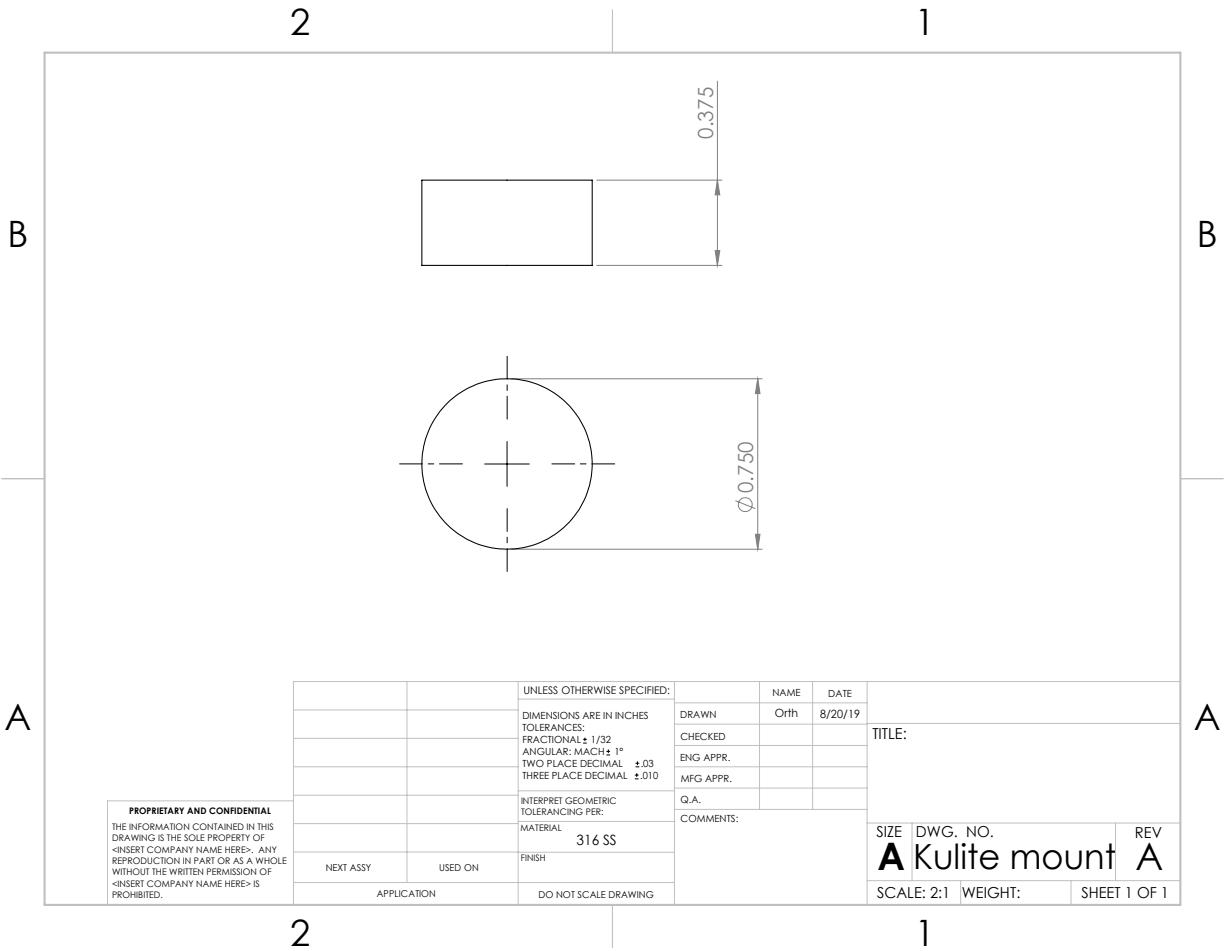 2
1
0.375
B
B
Ø0.750
A
A
UNLESS OTHERWISE SPECIFIED:
DIMENSIONS ARE IN INCHES
TOLERANCES:
FRACTIONAL± 1/32
ANGULAR: MACH± 1°
TWO PLACE DECIMAL ±.03
THREE PLACE DECIMAL ±.010
INTERPRET GEOMETRIC
TOLERANCING PER:
MATERIAL
316 SS
FINISH
DO NOT SCALE DRAWING
NAME
DATE
DRAWN
Orth
8/20/19
CHECKED
ENG APPR.
MFG APPR.
Q.A.
COMMENTS:
TITLE:
SIZE
A
DWG. NO.
Kulite mount
REV
A
SCALE: 2:1
WEIGHT:
SHEET 1 OF 1
PROPRIETARY AND CONFIDENTIAL
THE INFORMATION CONTAINED IN THIS
DRAWING IS THE SOLE PROPERTY OF
<INSERT COMPANY NAME HERE>. ANY
REPRODUCTION IN PART OR AS A WHOLE
WITHOUT THE WRITTEN PERMISSION OF
<INSERT COMPANY NAME HERE> IS
PROHIBITED.
NEXT ASSY
USED ON
APPLICATION
2
1